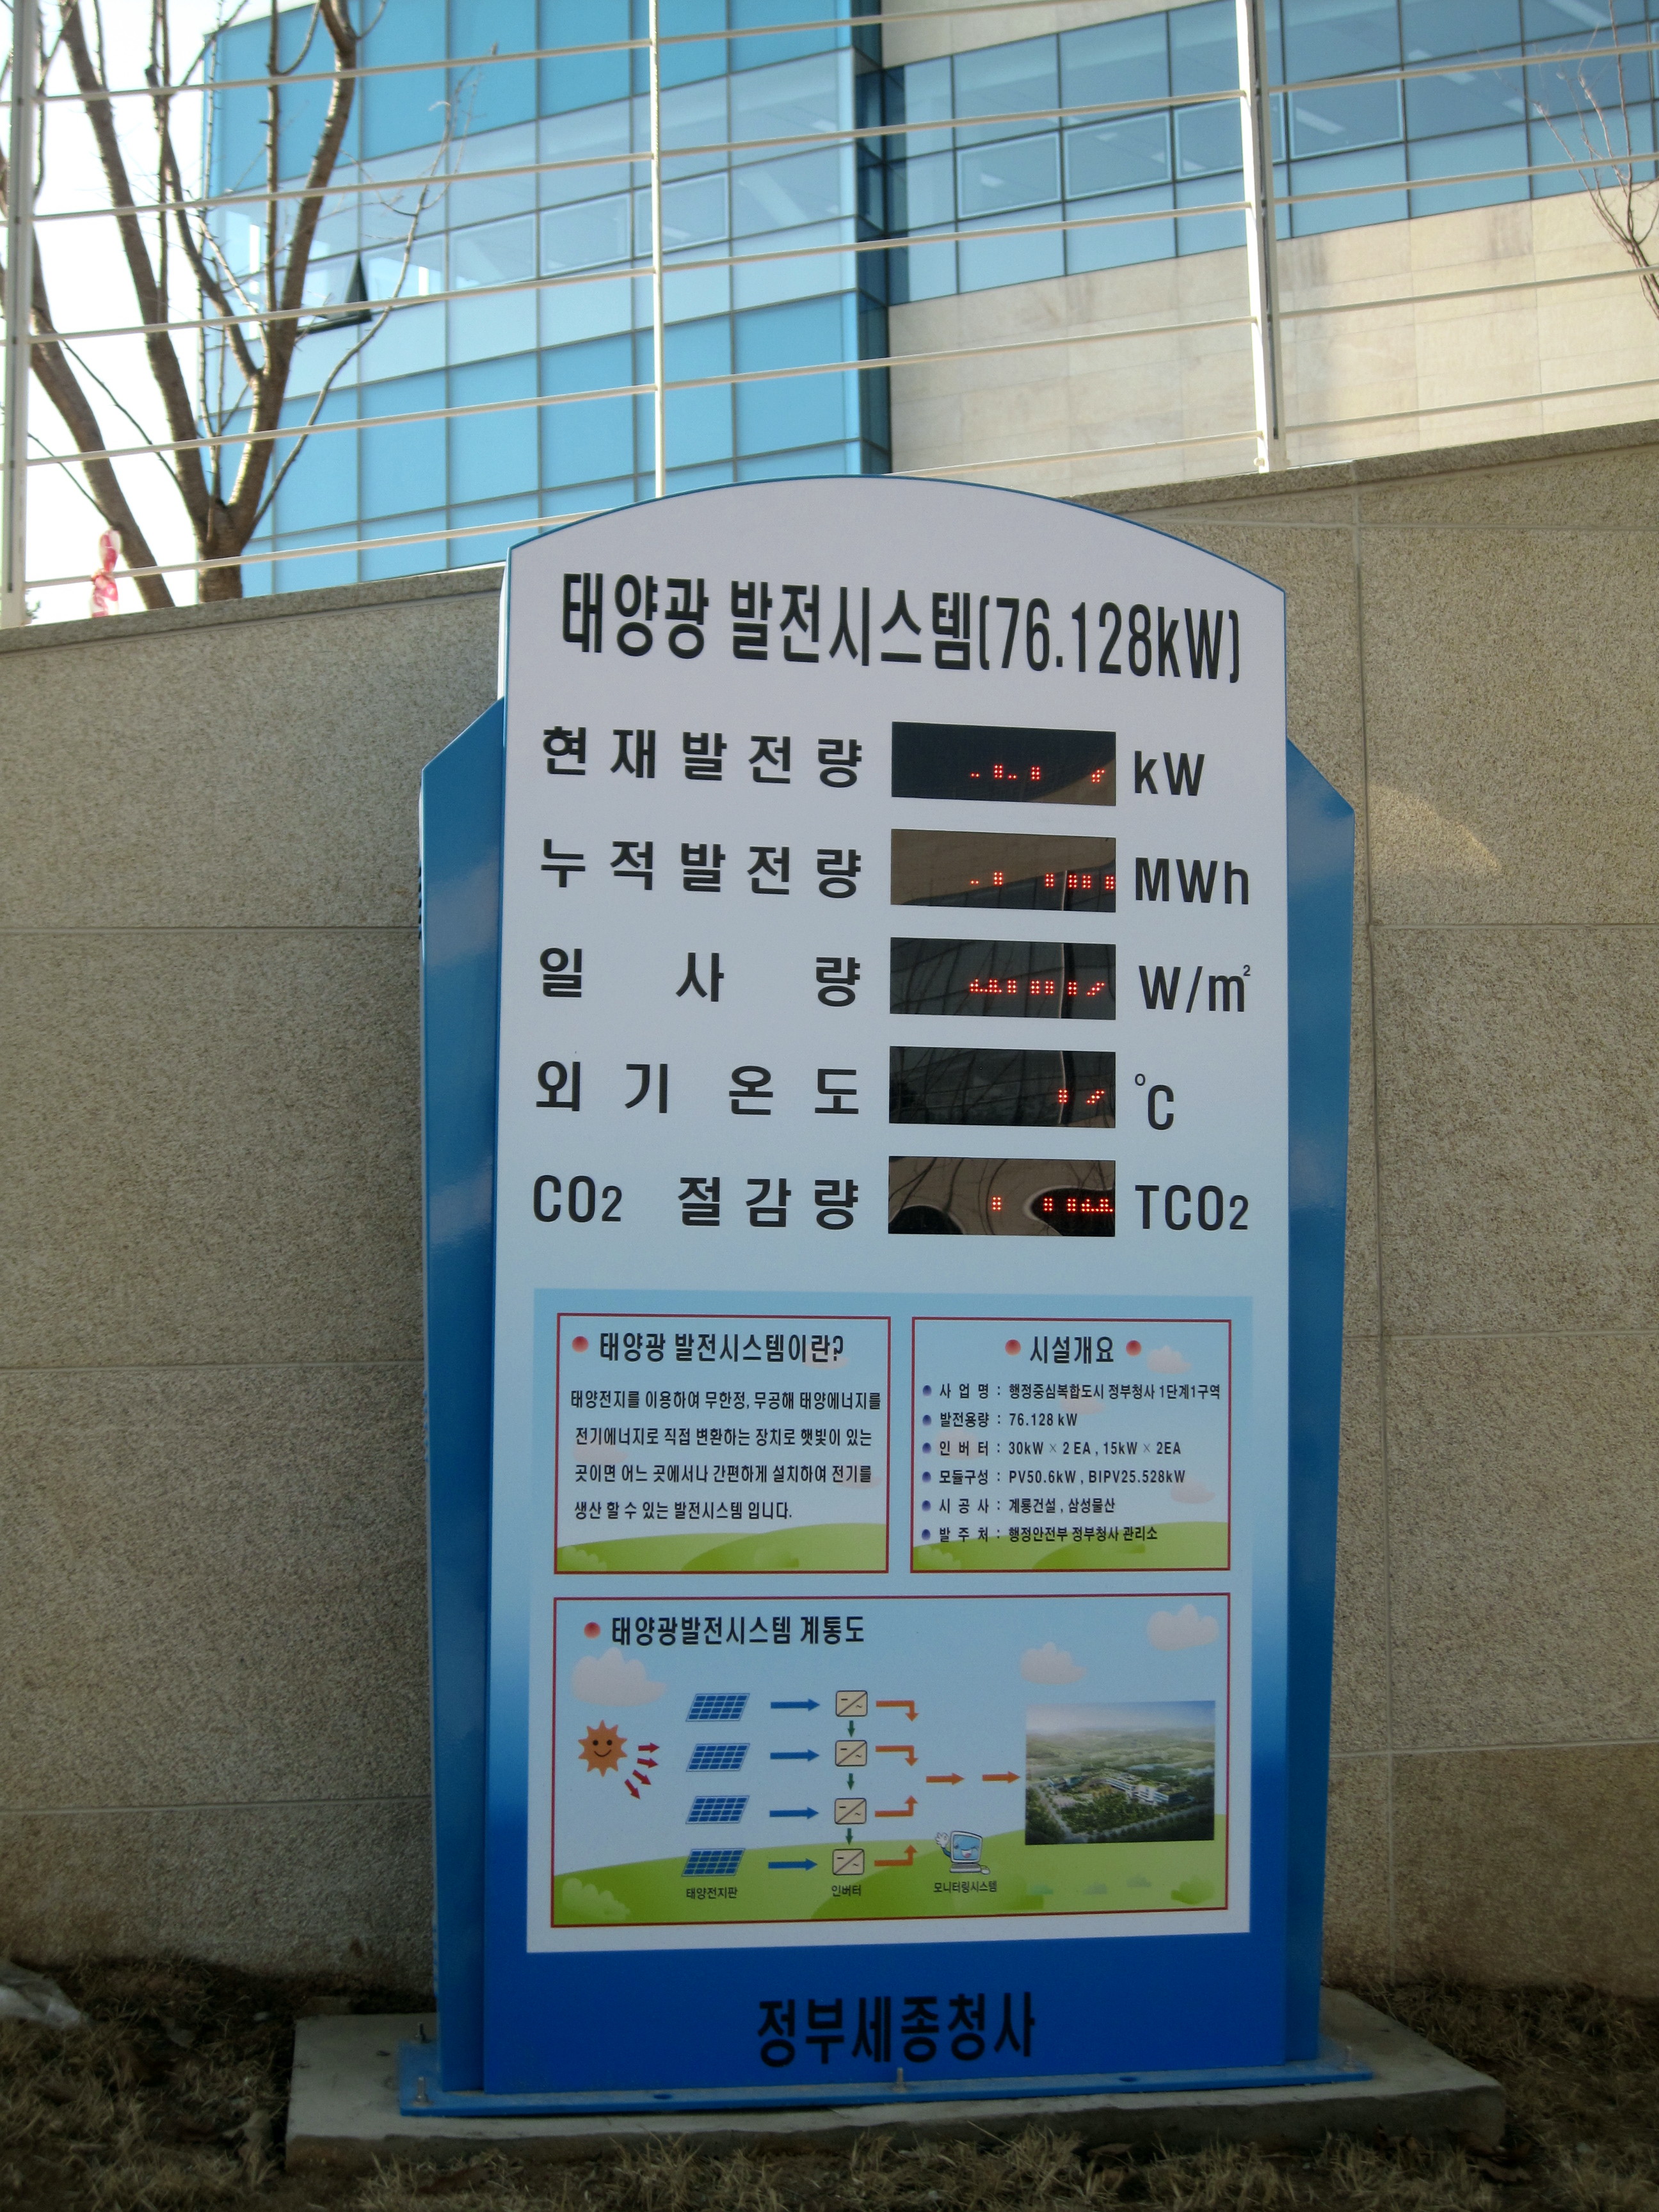 태양광 발전시스템(76.128kW)
현재발전량 kW
누적발전량 MWh
일사량 W/m²
외기온도 ℃
CO2 절감량 TCO2
태양광 발전시스템이란?
태양전지를 이용하여 무한정, 무공해 태양에너지를
전기에너지로 직접 변환하는 장치로 햇빛이 있는
곳이면 어느 곳에서나 간편하게 설치하여 전기를
생산 할 수 있는 발전시스템 입니다.
시설개요
사 업 명 : 행정중심복합도시 정부청사 1단계1구역
발전용량 : 76.128 kW
인 버 터 : 30kW × 2 EA , 15kW × 2EA
모듈구성 : PV50.6kW , BIPV25.528kW
시 공 사 : 계룡건설 , 삼성물산
발 주 처 : 행정안전부 정부청사 관리소
태양광발전시스템 계통도
태양전지판 인버터 모니터링시스템
정부세종청사